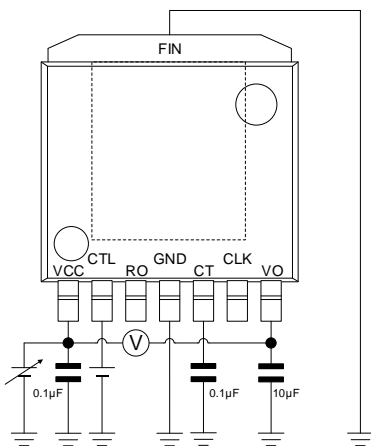 FIN
VCC CTL RO GND CT CLK VO
V
0.1µF 0.1µF 10µF